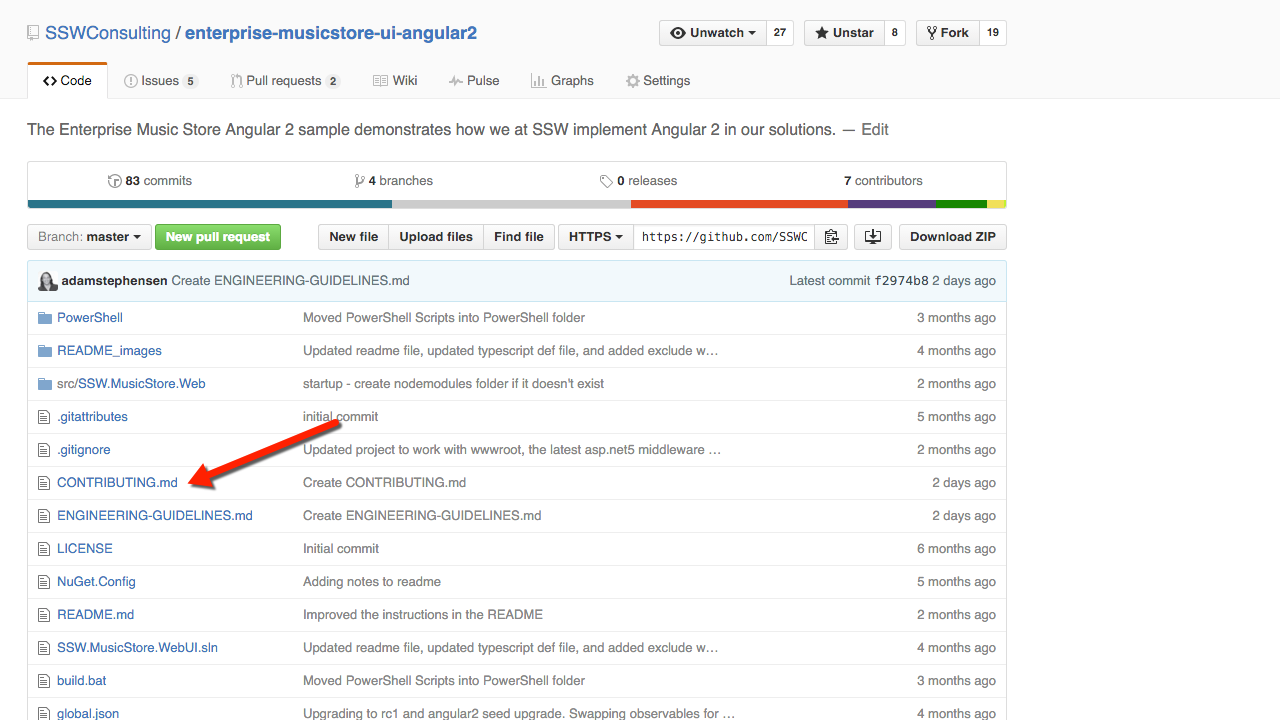 SSWConsulting / enterprise-musicstore-ui-angular2 Unwatch 27 Unstar 8 Fork 19
Code Issues 5 Pull requests 2 Wiki Pulse Graphs Settings
The Enterprise Music Store Angular 2 sample demonstrates how we at SSW implement Angular 2 in our solutions. — Edit
83 commits 4 branches 0 releases 7 contributors
Branch: master New pull request New file Upload files Find file HTTPS https://github.com/SSWC Download ZIP
adamstephensen Create ENGINEERING-GUIDELINES.md Latest commit f2974b8 2 days ago
PowerShell Moved PowerShell Scripts into PowerShell folder 3 months ago
README_images Updated readme file, updated typescript def file, and added exclude w… 4 months ago
src/SSW.MusicStore.Web startup - create nodemodules folder if it doesn't exist 2 months ago
.gitattributes initial commit 5 months ago
.gitignore Updated project to work with wwwroot, the latest asp.net5 middleware … 2 months ago
CONTRIBUTING.md Create CONTRIBUTING.md 2 days ago
ENGINEERING-GUIDELINES.md Create ENGINEERING-GUIDELINES.md 2 days ago
LICENSE Initial commit 6 months ago
NuGet.Config Adding notes to readme 5 months ago
README.md Improved the instructions in the README 2 months ago
SSW.MusicStore.WebUI.sln Updated readme file, updated typescript def file, and added exclude w… 4 months ago
build.bat Moved PowerShell Scripts into PowerShell folder 3 months ago
global.json Upgrading to rc1 and angular2 seed upgrade. Swapping observables for … 4 months ago